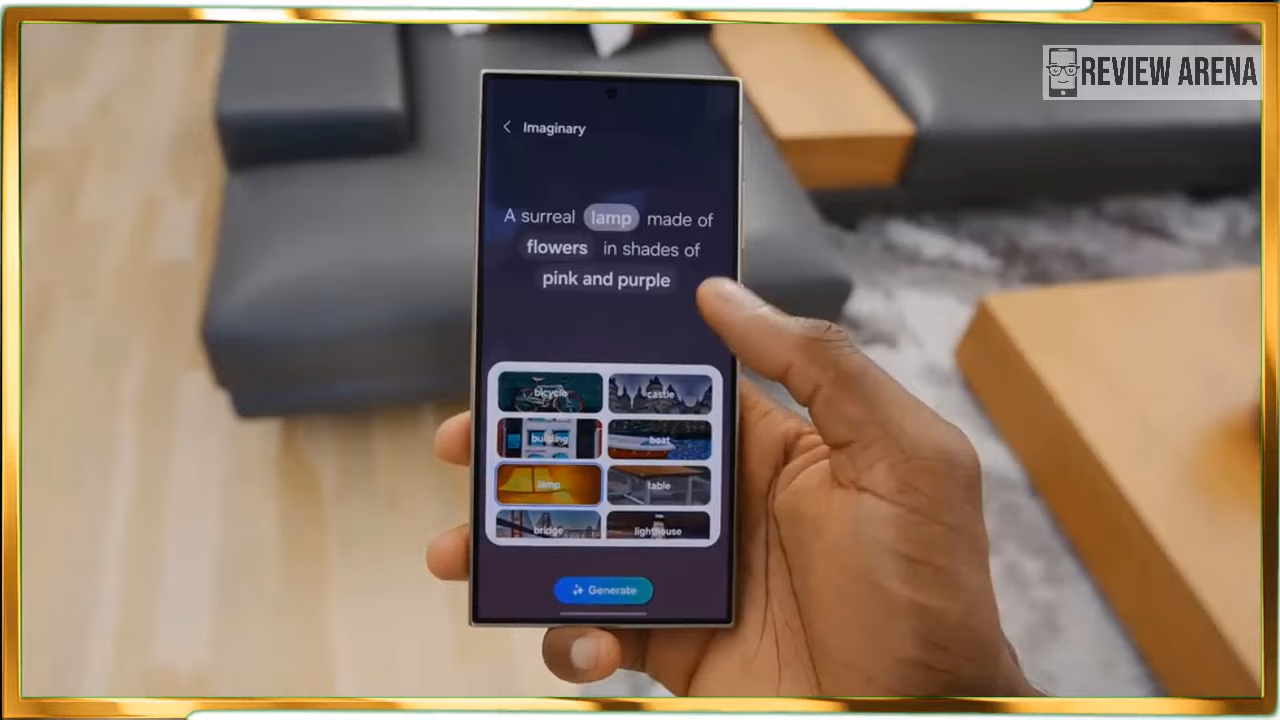 REVIEW ARENA
Imaginary
A surreal lamp made of
flowers in shades of
pink and purple
bicycle castle
building boat
lamp table
bridge lighthouse
Generate